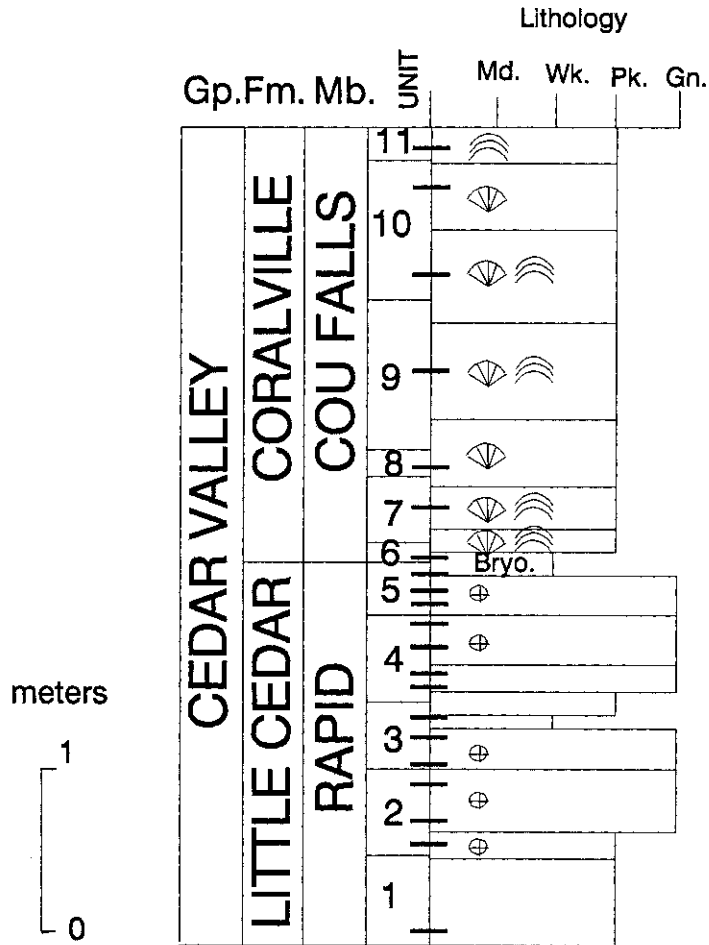 Lithology
Gp. Fm. Mb. UNIT Md. Wk. Pk. Gn.
CEDAR VALLEY
CORALVILLE
LITTLE CEDAR
COU FALLS
RAPID
11
10
9
8
7
6
Bryo.
5
4
3
2
1
meters
1
0